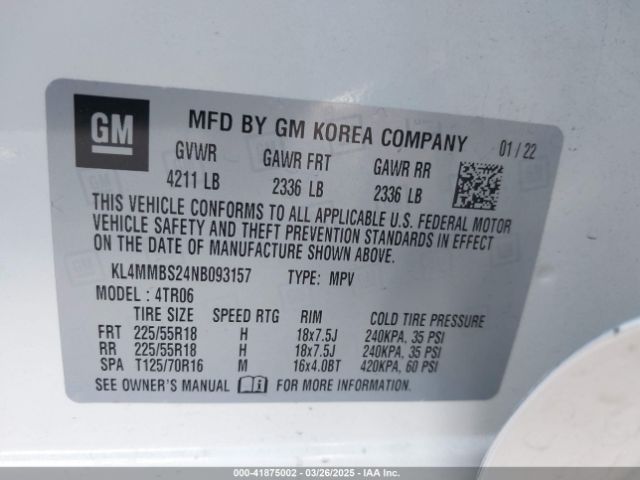 GM
MFD BY GM KOREA COMPANY 01 / 22
GVWR GAWR FRT GAWR RR
4211 LB 2336 LB 2336 LB
THIS VEHICLE CONFORMS TO ALL APPLICABLE U.S. FEDERAL MOTOR
VEHICLE SAFETY AND THEFT PREVENTION STANDARDS IN EFFECT
ON THE DATE OF MANUFACTURE SHOWN ABOVE.
KL4MMBS24NB093157 TYPE: MPV
MODEL : 4TR06
TIRE SIZE SPEED RTG RIM COLD TIRE PRESSURE
FRT 225/55R18 H 18x7.5J 240KPA, 35 PSI
RR 225/55R18 H 18x7.5J 240KPA, 35 PSI
SPA T125/70R16 M 16x4.0BT 420KPA, 60 PSI
SEE OWNER'S MANUAL i FOR MORE INFORMATION.
000-41875002 — 03/26/2025 — IAA Inc.